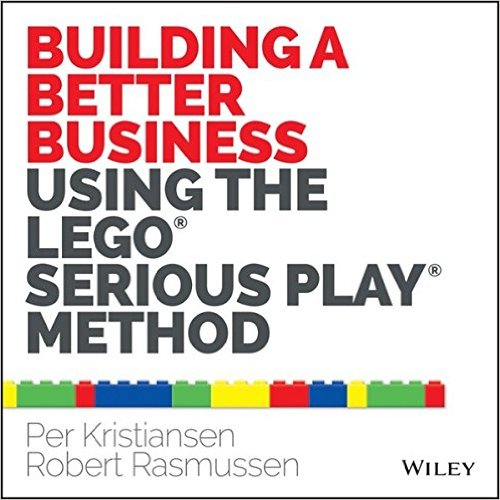 BUILDING A
BETTER
BUSINESS
USING THE
LEGO®
SERIOUS PLAY®
METHOD
Per Kristiansen
Robert Rasmussen
WILEY